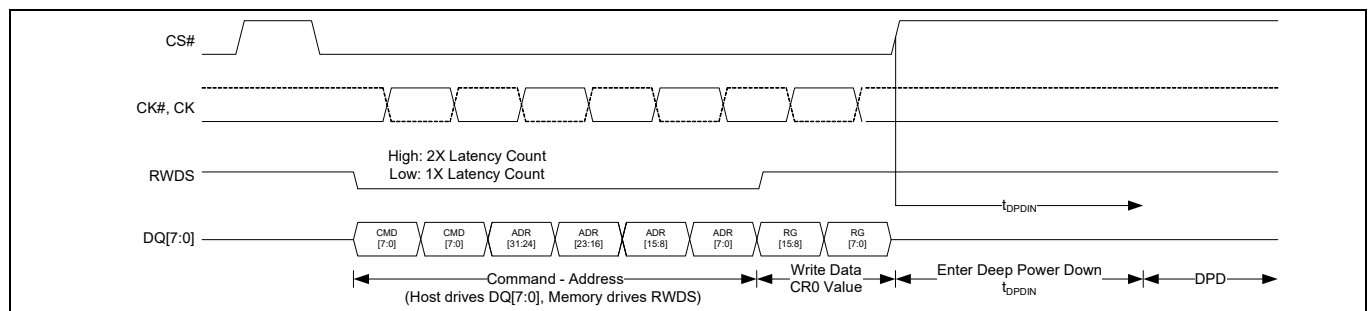 CS#
CK#, CK
High: 2X Latency Count
Low: 1X Latency Count
RWDS
tDPDIN
DQ[7:0]
CMD [7:0] CMD [7:0] ADR [31:24] ADR [23:16] ADR [15:8] ADR [7:0] RG [15:8] RG [7:0]
Command - Address
(Host drives DQ[7:0], Memory drives RWDS)
Write Data
CR0 Value
Enter Deep Power Down
tDPDIN
DPD